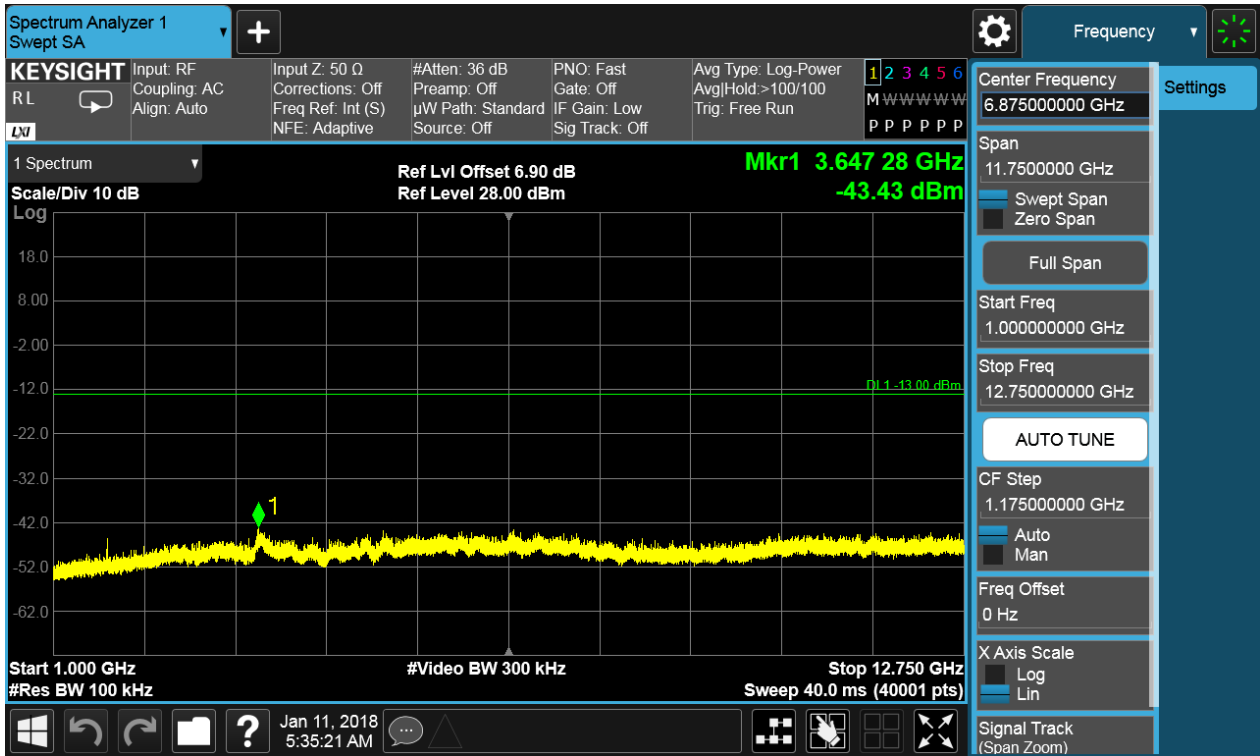 Spectrum Analyzer 1
Swept SA
+
Frequency
KEYSIGHT
RL
LXI
Input: RF
Coupling: AC
Align: Auto
Input Z: 50 Ω
Corrections: Off
Freq Ref: Int (S)
NFE: Adaptive
#Atten: 36 dB
Preamp: Off
µW Path: Standard
Source: Off
PNO: Fast
Gate: Off
IF Gain: Low
Sig Track: Off
Avg Type: Log-Power
Avg|Hold:>100/100
Trig: Free Run
1 2 3 4 5 6
M W W W W W
P P P P P P
1 Spectrum
Scale/Div 10 dB
Log
Ref Lvl Offset 6.90 dB
Ref Level 28.00 dBm
Mkr1 3.647 28 GHz
-43.43 dBm
18.0
8.00
-2.00
-12.0
-22.0
-32.0
-42.0
-52.0
-62.0
DL1 -13.00 dBm
1
Start 1.000 GHz
#Res BW 100 kHz
#Video BW 300 kHz
Stop 12.750 GHz
Sweep 40.0 ms (40001 pts)
?
Jan 11, 2018
5:35:21 AM
Center Frequency
6.875000000 GHz
Span
11.7500000 GHz
Swept Span
Zero Span
Full Span
Start Freq
1.000000000 GHz
Stop Freq
12.750000000 GHz
AUTO TUNE
CF Step
1.175000000 GHz
Auto
Man
Freq Offset
0 Hz
X Axis Scale
Log
Lin
Signal Track
(Span Zoom)
Settings